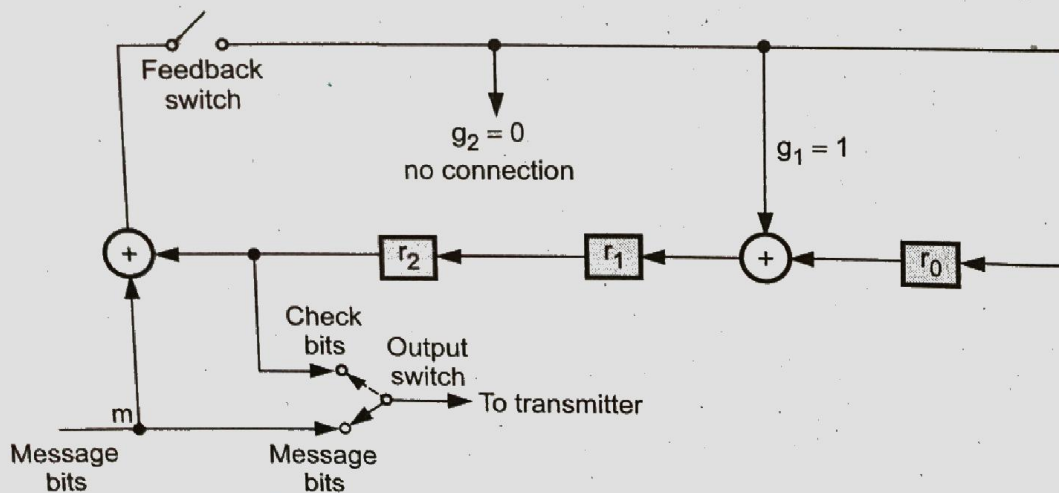 Feedback
switch
g₂ = 0
no connection
g₁ = 1
+
r₂
r₁
+
r₀
Check
bits
Output
switch
To transmitter
m
Message
bits
Message
bits